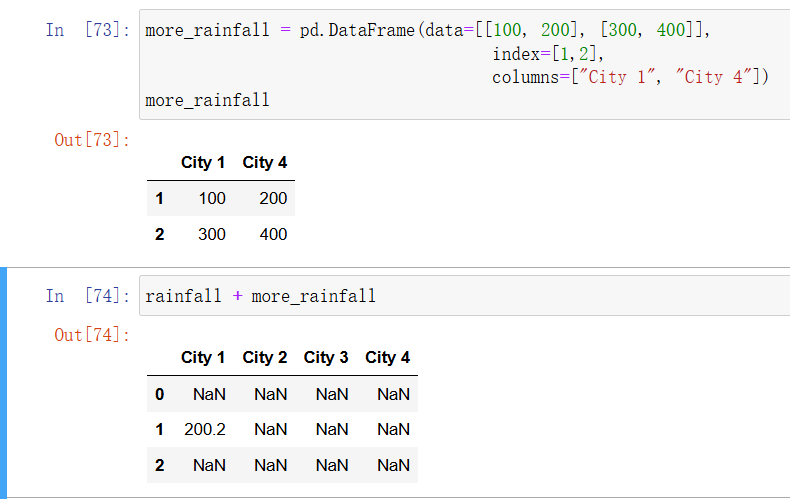 In [73]: more_rainfall = pd.DataFrame(data=[[100, 200], [300, 400]],
index=[1,2],
columns=["City 1", "City 4"])
more_rainfall
Out[73]:
City 1 City 4
1 100 200
2 300 400
In [74]: rainfall + more_rainfall
Out[74]:
City 1 City 2 City 3 City 4
0 NaN NaN NaN NaN
1 200.2 NaN NaN NaN
2 NaN NaN NaN NaN